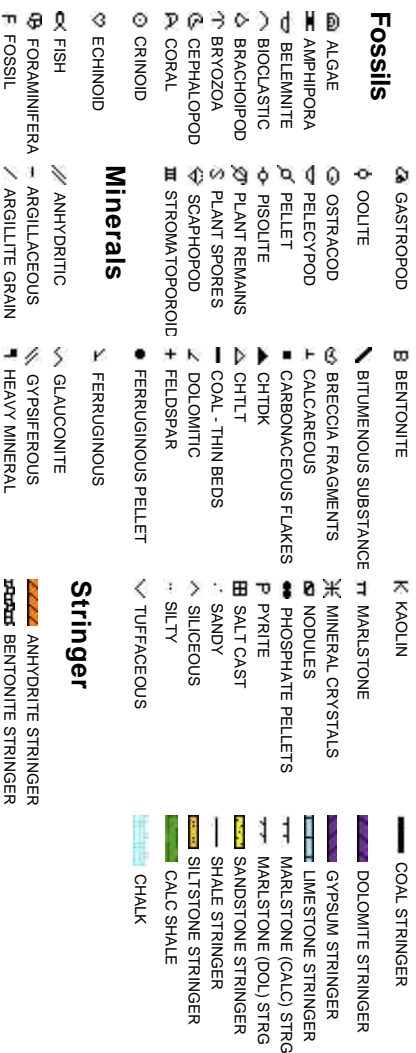 Fossils
ALGAE
AMPHIPORA
BELEMNITE
BIOCLASTIC
BRACHOIPOD
BRYOZOA
CEPHALOPOD
CORAL
CRINOID
ECHINOID
FISH
FORAMINIFERA
F FOSSIL
GASTROPOD
OOLITE
OSTRACOD
PELECYPOD
PELLET
PISOLITE
PLANT REMAINS
PLANT SPORES
SCAPHOPOD
STROMATOPOROID
Minerals
ANHYDRITIC
ARGILLACEOUS
ARGILLITE GRAIN
B BENTONITE
BITUMENOUS SUBSTANCE
BRECCIA FRAGMENTS
CALCAREOUS
CARBONACEOUS FLAKES
CHTDK
CHTLT
COAL - THIN BEDS
DOLOMITIC
FELDSPAR
FERRUGINOUS PELLET
FERRUGINOUS
GLAUCONITE
GYPSIFEROUS
HEAVY MINERAL
K KAOLIN
MARLSTONE
MINERAL CRYSTALS
NODULES
PHOSPHATE PELLETS
P PYRITE
SALT CAST
SANDY
SILICEOUS
SILTY
TUFFACEOUS
Stringer
ANHYDRITE STRINGER
BENTONITE STRINGER
COAL STRINGER
DOLOMITE STRINGER
GYPSUM STRINGER
LIMESTONE STRINGER
MARLSTONE (CALC) STRG
MARLSTONE (DOL) STRG
SANDSTONE STRINGER
SHALE STRINGER
SILTSTONE STRINGER
CALC SHALE
CHALK